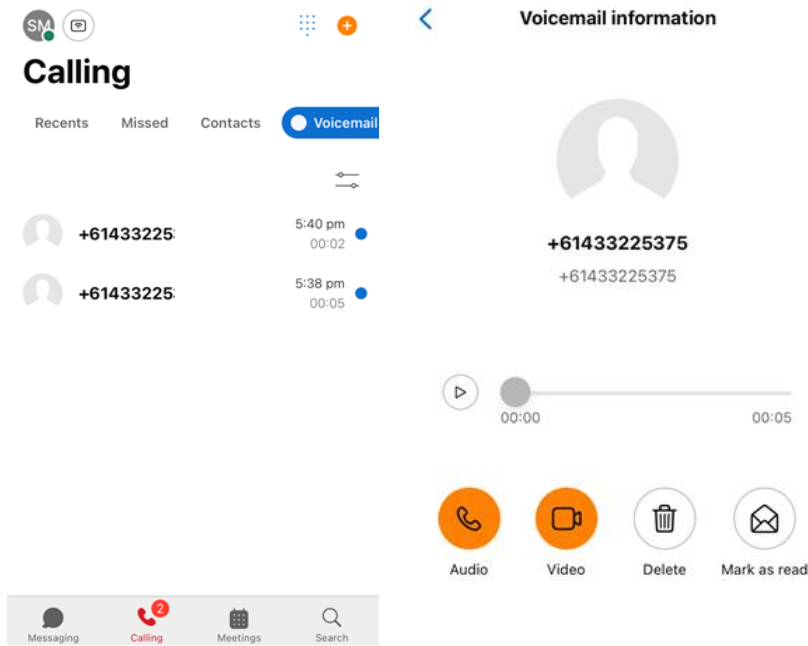 SM
Calling
Recents Missed Contacts Voicemail
+61433225
5:40 pm
00:02
+61433225
5:38 pm
00:05
Messaging
2
Calling
Meetings
Search
Voicemail information
+61433225375
+61433225375
00:00 00:05
Audio Video Delete Mark as read